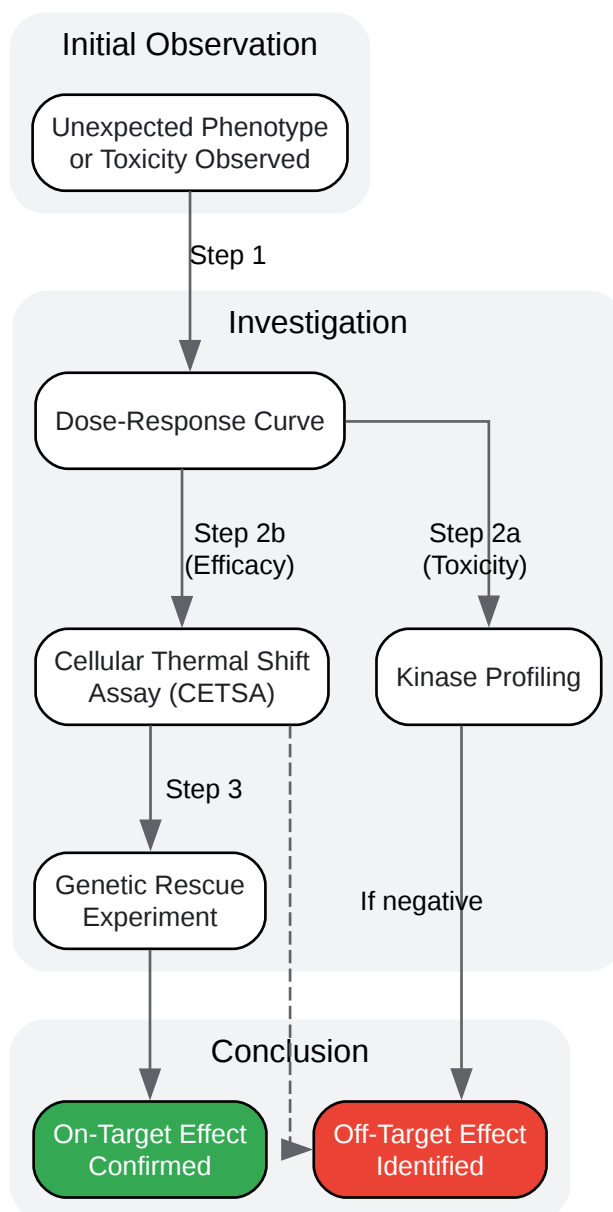 Initial Observation
Unexpected Phenotype
or Toxicity Observed
Step 1
Investigation
Dose-Response Curve
Step 2b
(Efficacy)
Step 2a
(Toxicity)
Cellular Thermal Shift
Assay (CETSA)
Kinase Profiling
Step 3
Genetic Rescue
Experiment
If negative
Conclusion
On-Target Effect
Confirmed
Off-Target Effect
Identified